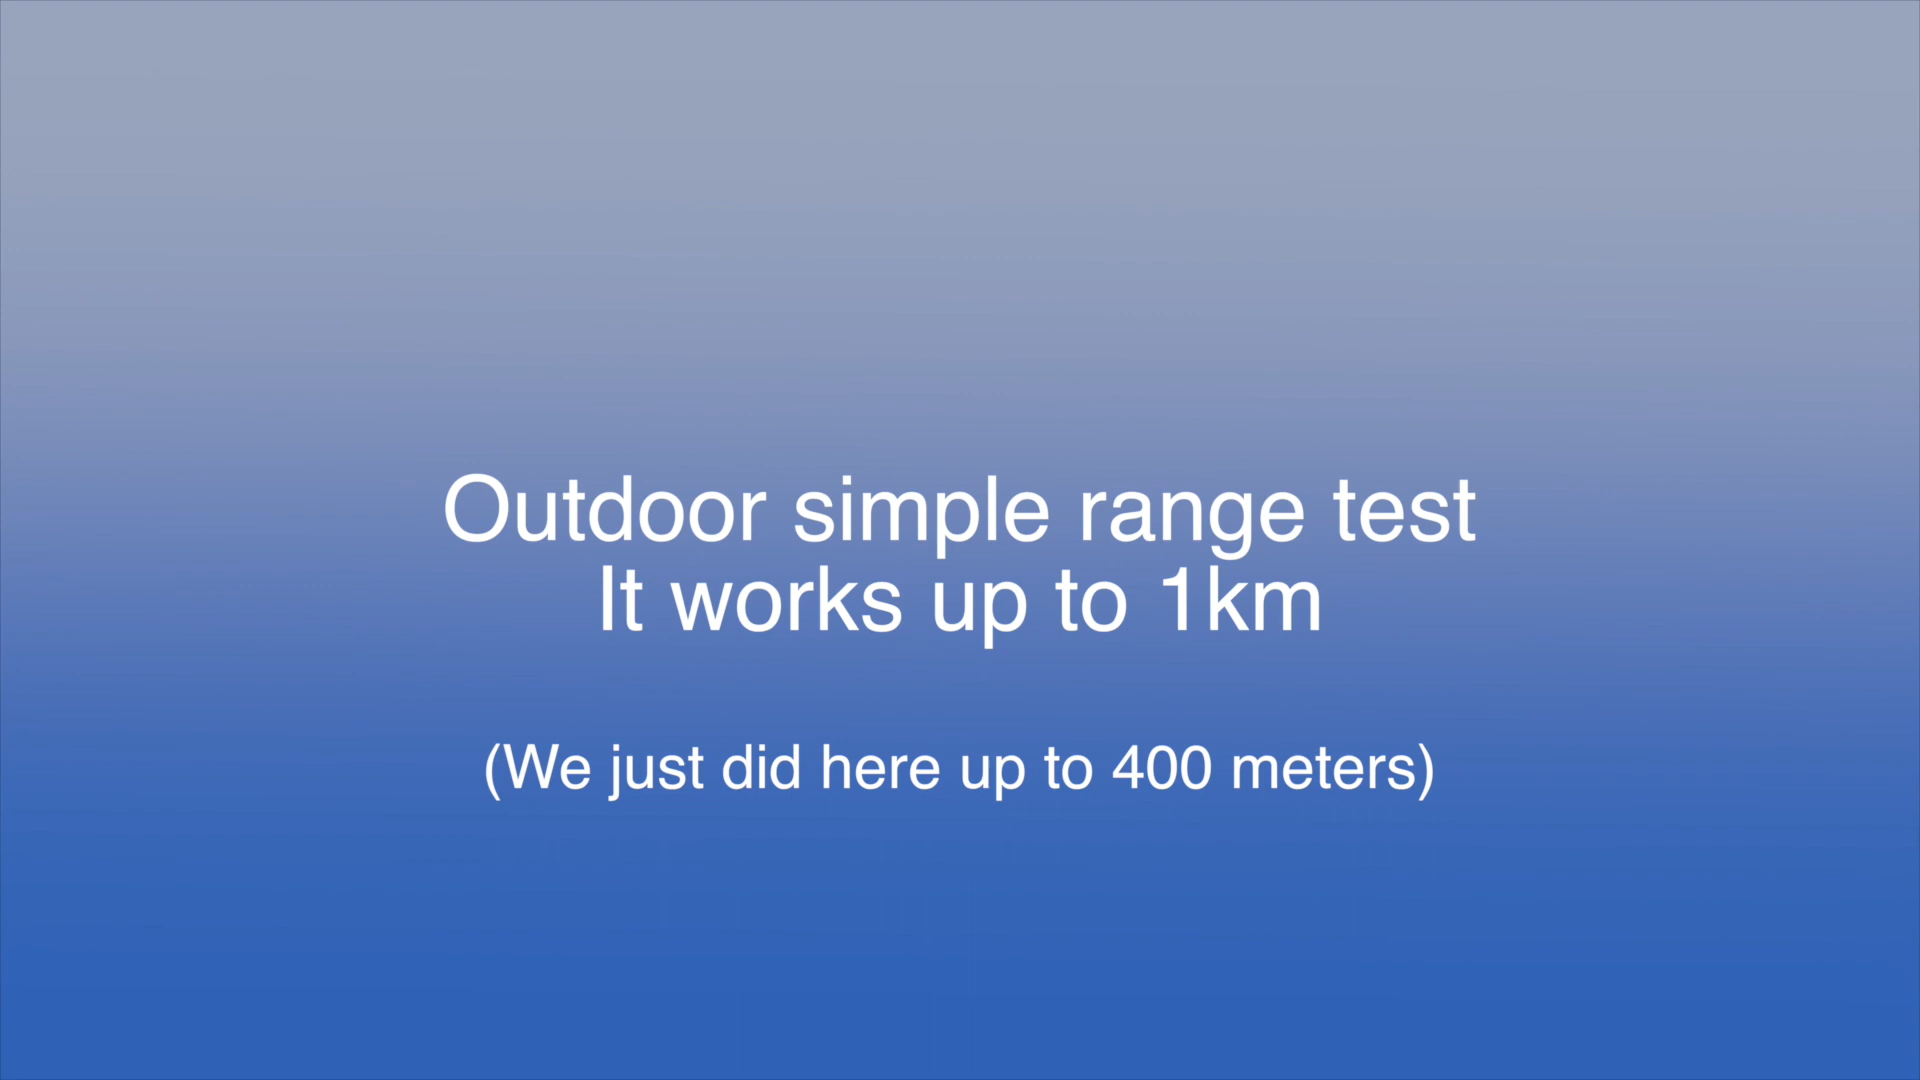 Outdoor simple range test
It works up to 1km
(We just did here up to 400 meters)